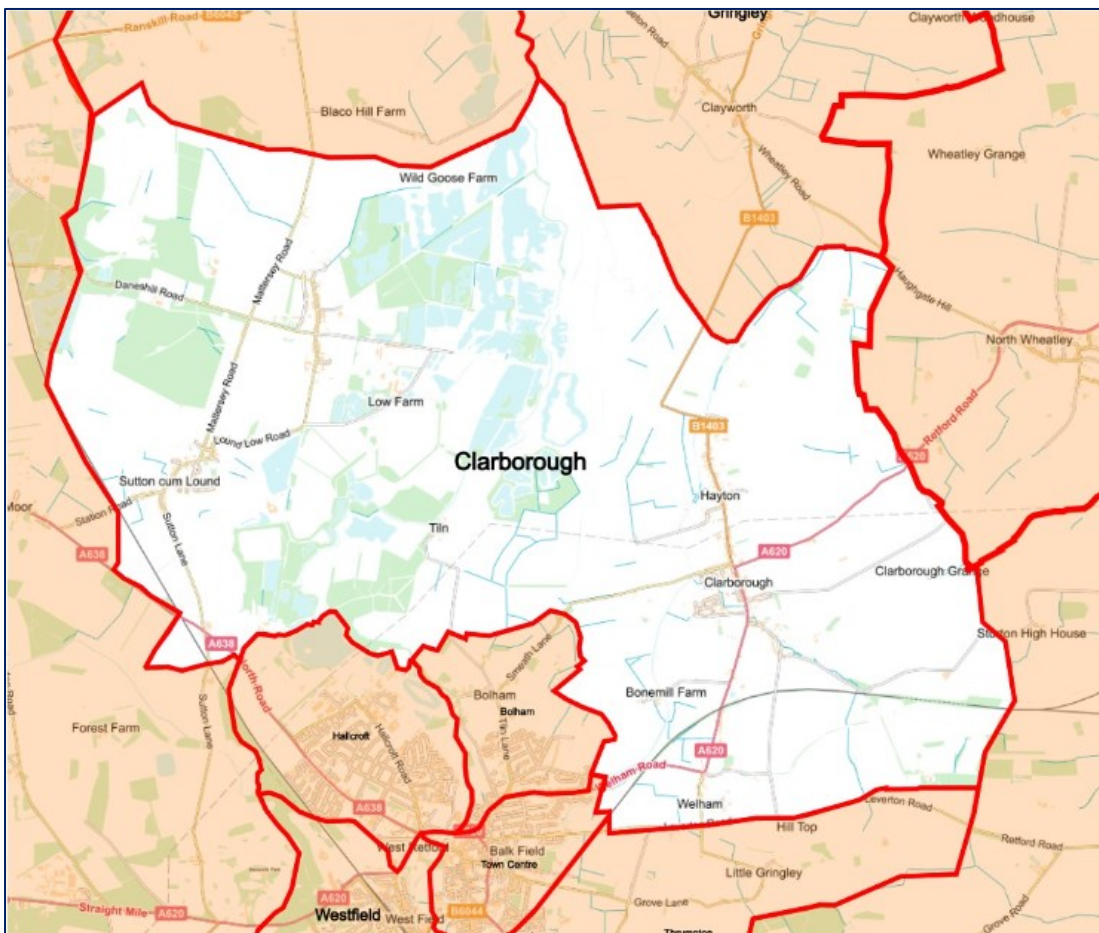 Ranskill Road
B6045
Gringley
Clayworth Woodhouse
Blaco Hill Farm
Clayworth
Wheatley Road
Wheatley Grange
Wild Goose Farm
B1403
Mattersey Road
Daneshill Road
Haughgate Hill
North Wheatley
Mattersey Road
Low Farm
Retford Road
B1403
Lound Low Road
Clarborough
A620
Sutton cum Lound
Hayton
Moor
Station Road
Sutton Lane
Tiln
A638
A620
Clarborough
Clarborough Grange
A638
Smeath Lane
Sturton High House
North Road
Bolham
Bonemill Farm
Bolham
Sutton Lane
Tiln Lane
Forest Farm
Hallcroft
Hallcroft Road
A620
Welham Road
A638
Welham
Leverton Road
Hill Top
West Retford
Balk Field
Retford Road
Town Centre
Little Gringley
A620
Straight Mile
A620
Westfield
West Field
B6044
Grove Lane
Grove Road